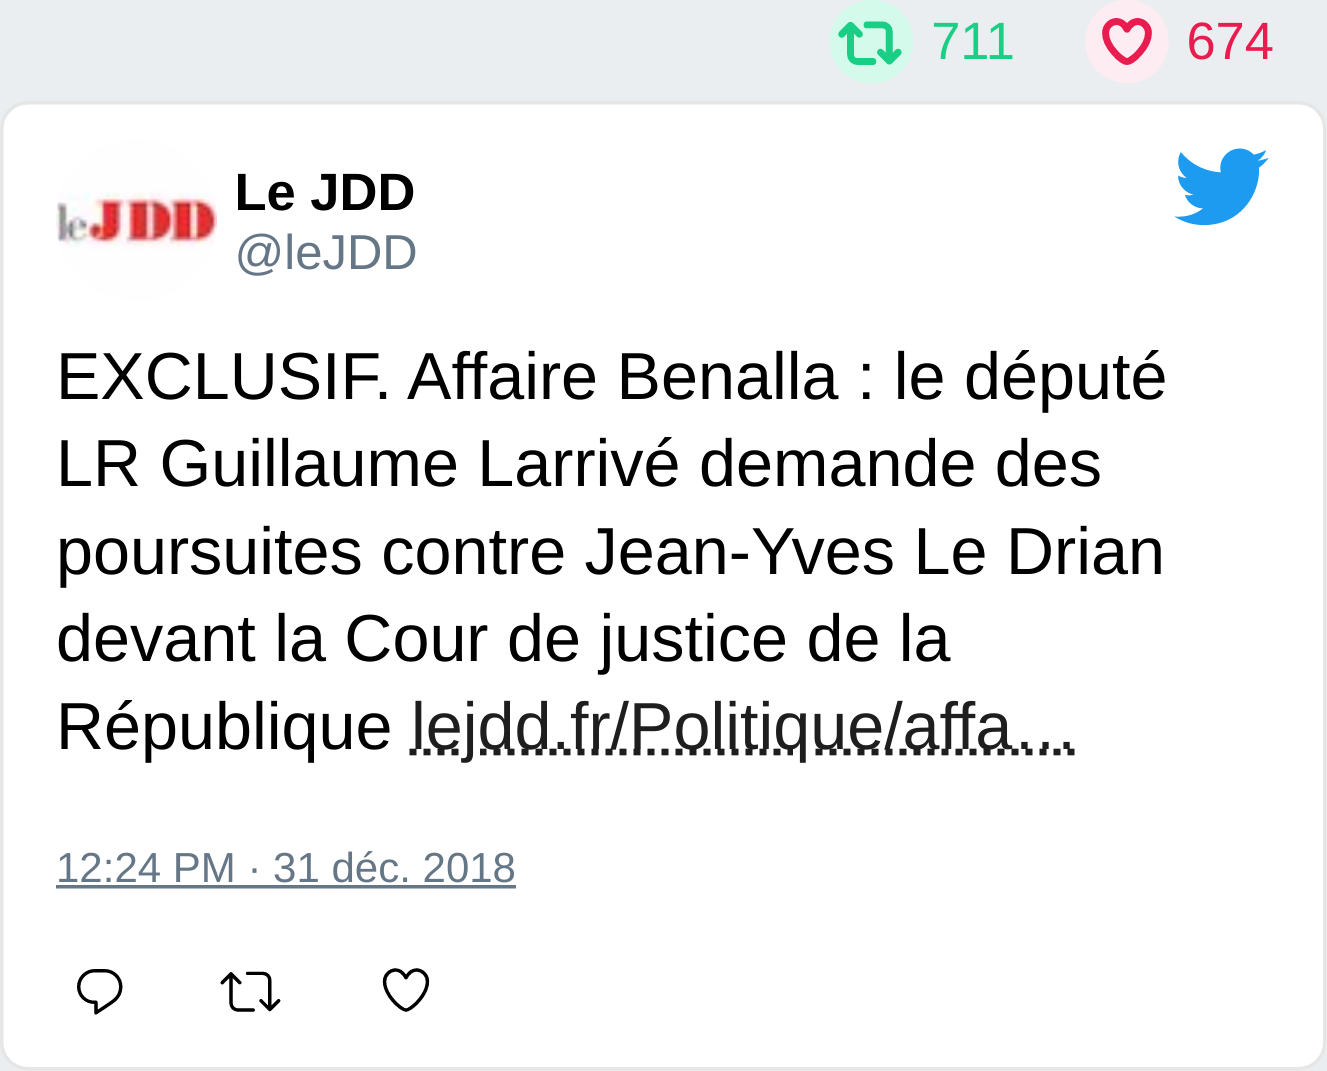 711 674
leJDD
Le JDD
@leJDD
EXCLUSIF. Affaire Benalla : le député
LR Guillaume Larrivé demande des
poursuites contre Jean-Yves Le Drian
devant la Cour de justice de la
République lejdd.fr/Politique/affa…
12:24 PM · 31 déc. 2018